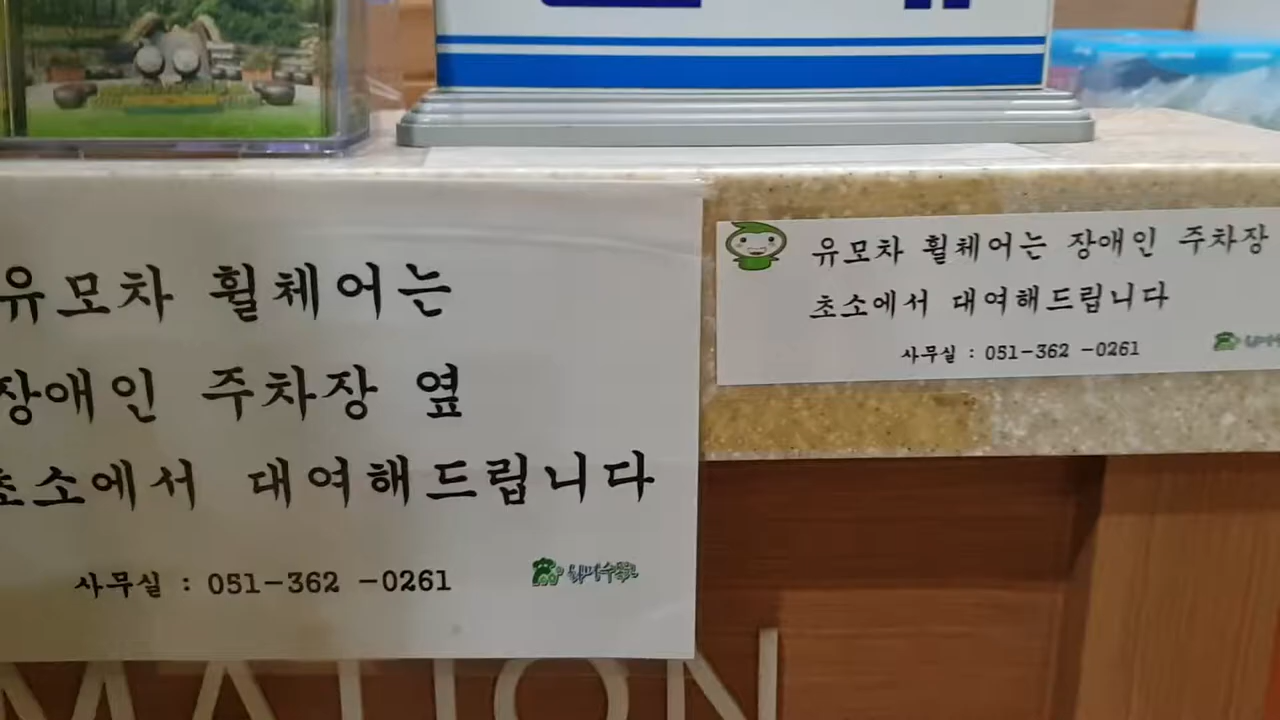 유모차 휠체어는
장애인 주차장 옆
초소에서 대여해드립니다
사무실 : 051-362 -0261
유모차 휠체어는 장애인 주차장
초소에서 대여해드립니다
사무실 : 051-362 -0261
MATION